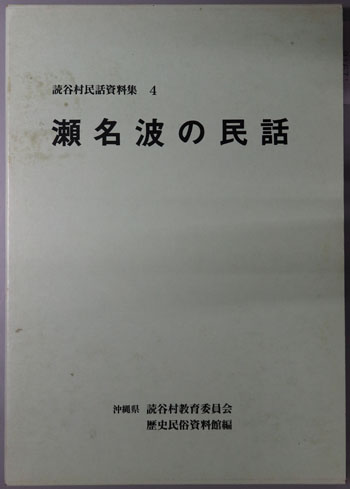 読谷村民話資料集 4
瀬名波の民話
沖縄県 読谷村教育委員会
歴史民俗資料館編